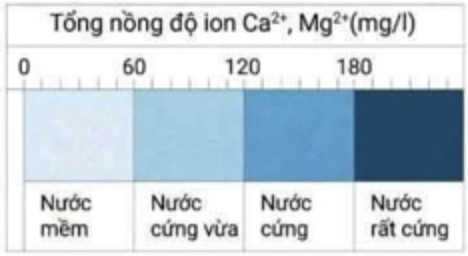 Tổng nồng độ ion Ca²⁺, Mg²⁺(mg/l)
0 60 120 180
Nước mềm
Nước cứng vừa
Nước cứng
Nước rất cứng